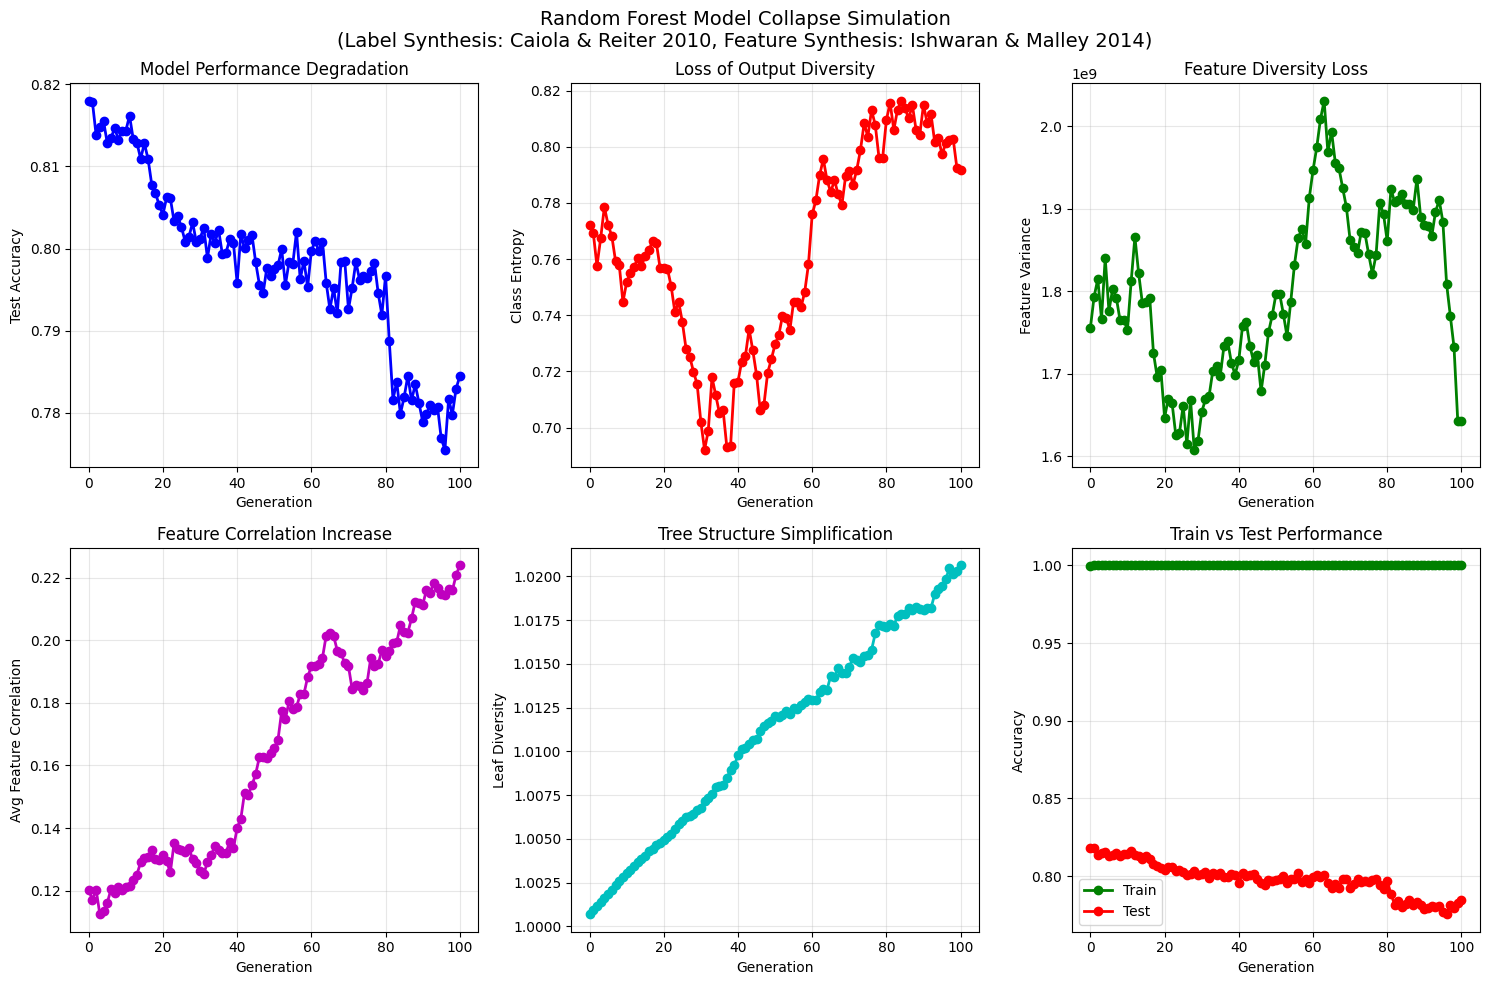 Random Forest Model Collapse Simulation
(Label Synthesis: Caiola & Reiter 2010, Feature Synthesis: Ishwaran & Malley 2014)
Model Performance Degradation
0.82
0.81
0.80
0.79
0.78
Test Accuracy
0 20 40 60 80 100
Generation
Loss of Output Diversity
0.82
0.80
0.78
0.76
0.74
0.72
0.70
Class Entropy
0 20 40 60 80 100
Generation
Feature Diversity Loss
1e9
2.0
1.9
1.8
1.7
1.6
Feature Variance
0 20 40 60 80 100
Generation
Feature Correlation Increase
0.22
0.20
0.18
0.16
0.14
0.12
Avg Feature Correlation
0 20 40 60 80 100
Generation
Tree Structure Simplification
1.0200
1.0175
1.0150
1.0125
1.0100
1.0075
1.0050
1.0025
1.0000
Leaf Diversity
0 20 40 60 80 100
Generation
Train vs Test Performance
1.00
0.95
0.90
0.85
0.80
Accuracy
Train
Test
0 20 40 60 80 100
Generation